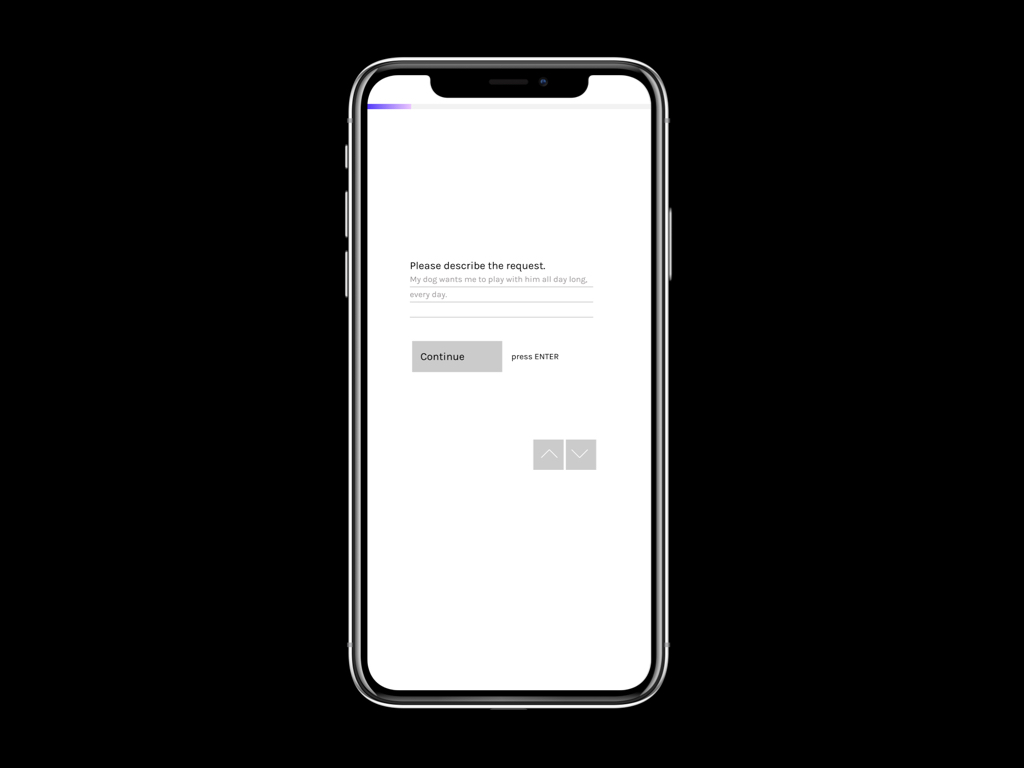 Please describe the request.
My dog wants me to play with him all day long,
every day.
Continue
press ENTER